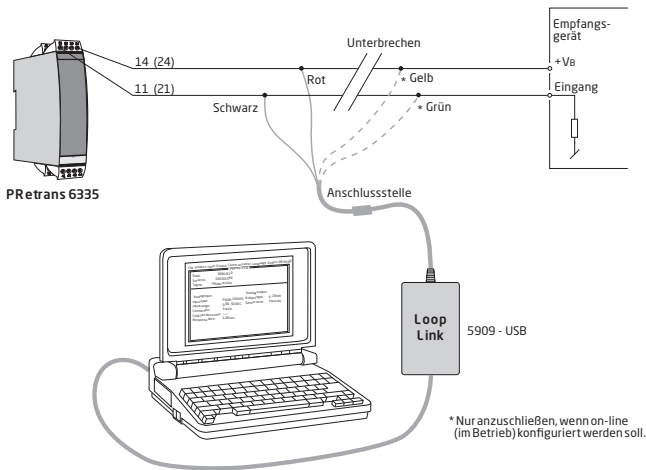 Empfangs-
gerät
Unterbrechen
14 (24)
+VB
Rot
* Gelb
11 (21)
Eingang
Schwarz
* Grün
PRetrans 6335
Anschlussstelle
Loop
Link
5909 - USB
* Nur anzuschließen, wenn on-line
(im Betrieb) konfiguriert werden soll.